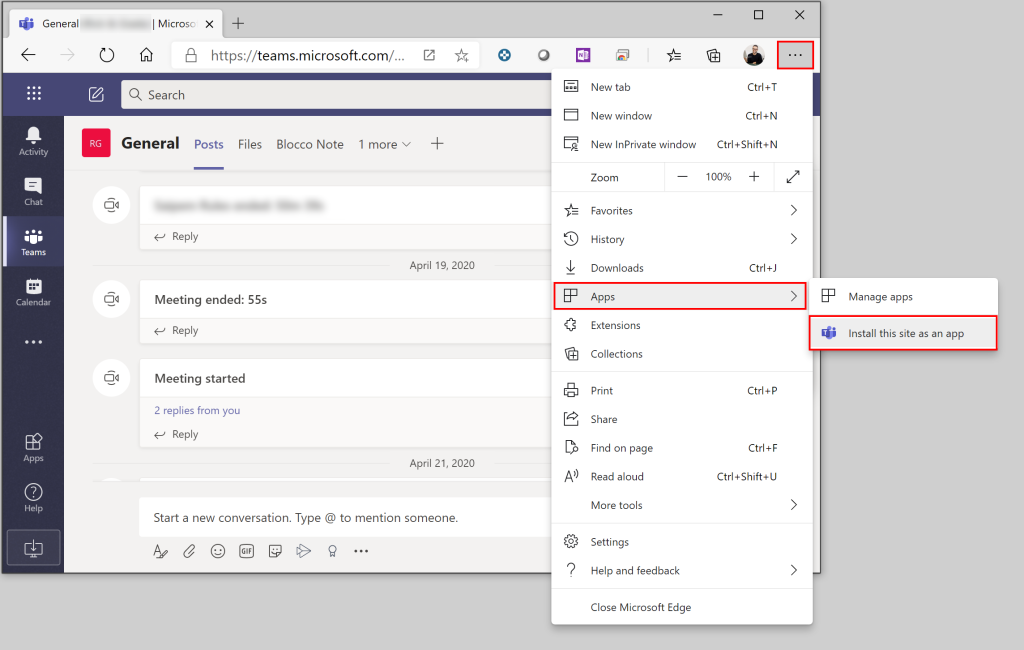 General | Microso
https://teams.microsoft.com/...
Search
Activity
Chat
Teams
Calendar
Apps
Help
RG
General Posts Files Blocco Note 1 more
Reply
April 19, 2020
Meeting ended: 55s
Reply
Meeting started
2 replies from you
Reply
April 21, 2020
Start a new conversation. Type @ to mention someone.
GIF
New tab Ctrl+T
New window Ctrl+N
New InPrivate window Ctrl+Shift+N
Zoom 100%
Favorites
History
Downloads Ctrl+J
Apps
Extensions
Collections
Print Ctrl+P
Share
Find on page Ctrl+F
Read aloud Ctrl+Shift+U
More tools
Settings
Help and feedback
Close Microsoft Edge
Manage apps
Install this site as an app